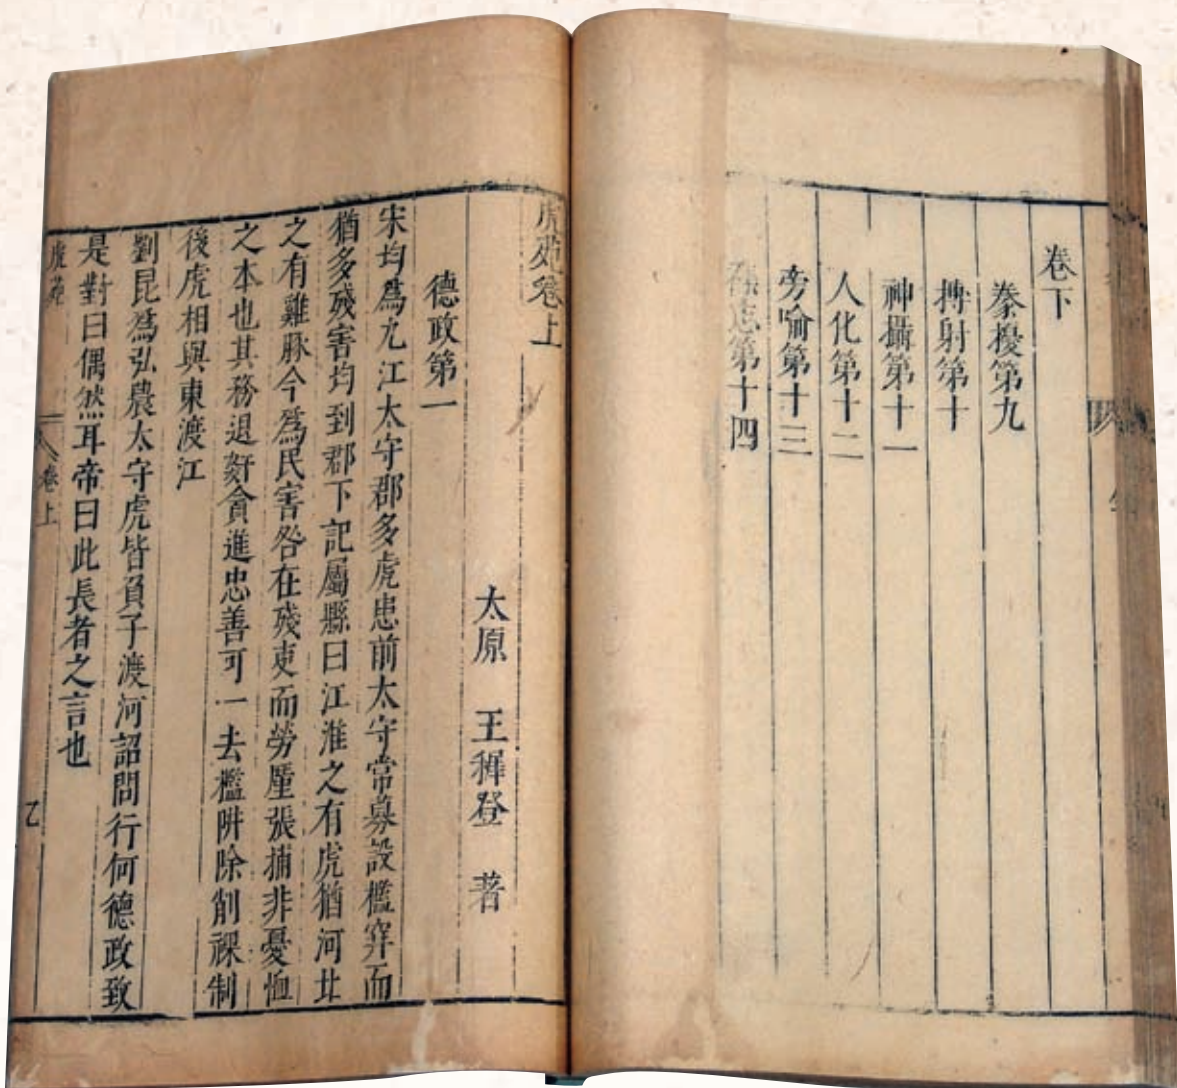 卷下
豢擾第九
搏射第十
神攝第十一
人化第十二
旁喻第十三
雜志第十四
虎苑卷上
太原 王穉登 著
德政第一
宋均爲九江太守郡多虎患前太守常募設檻穽而
猶多殘害均到郡下記屬縣曰江淮之有虎猶河北
之有雞豚今爲民害咎在殘吏而勞厪張捕非憂恤
之本也其務退姧貪進忠善可一去檻阱除削課制
後虎相與東渡江
劉昆爲弘農太守虎皆負子渡河詔問行何德政致
是對曰偶然耳帝曰此長者之言也
虎苑
卷上
乙